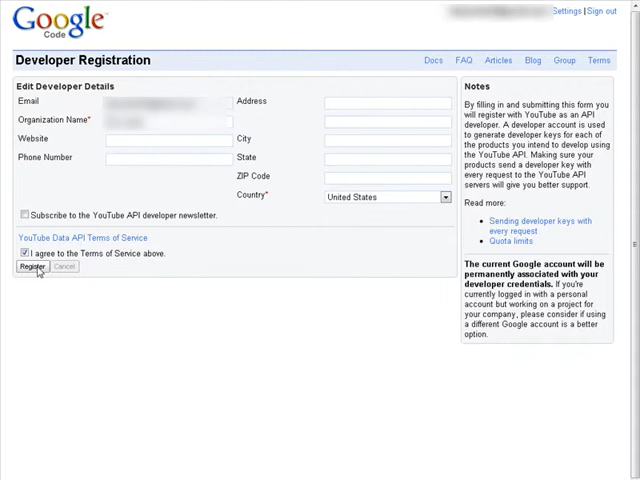 Google
Code
Settings | Sign out
Developer Registration
Docs FAQ Articles Blog Group Terms
Edit Developer Details
Email
Address
Organization Name*
Website
City
Phone Number
State
ZIP Code
Country*
United States
Subscribe to the YouTube API developer newsletter.
YouTube Data API Terms of Service
I agree to the Terms of Service above.
Register Cancel
Notes
By filling in and submitting this form you
will register with YouTube as an API
developer. A developer account is used
to generate developer keys for each of
the products you intend to develop using
the YouTube API. Making sure your
products send a developer key with
every request to the YouTube API
servers will give you better support.
Read more:
Sending developer keys with
every request
Quota limits
The current Google account will be
permanently associated with your
developer credentials. If you're
currently logged in with a personal
account but working on a project for
your company, please consider if using
a different Google account is a better
option.